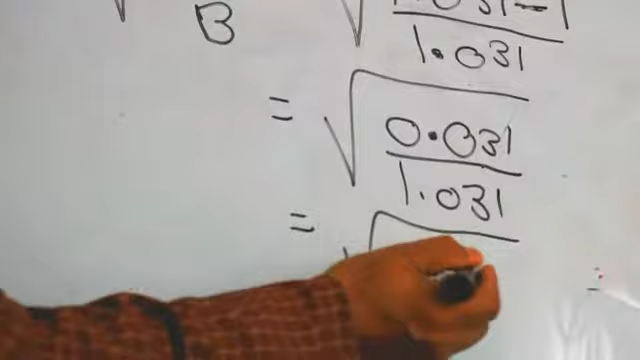 B √(1.031-1 / 1.031)
= √(0.031 / 1.031)
= √